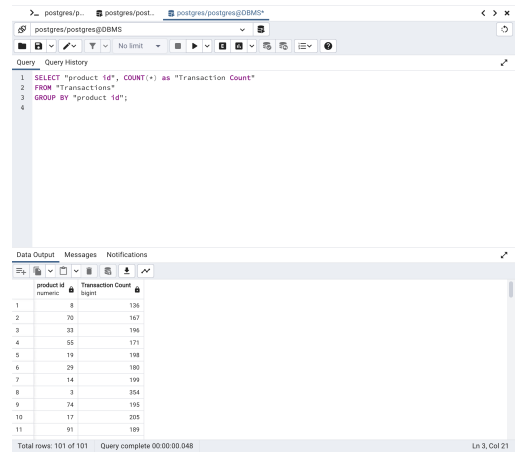 postgres/p...
postgres/post...
postgres/postgres@DBMS*
postgres/postgres@DBMS
No limit
E
Query Query History
1 SELECT "product id", COUNT(*) as "Transaction Count"
2 FROM "Transactions"
3 GROUP BY "product id";
4
Data Output Messages Notifications
product id Transaction Count
numeric bigint
1 8 136
2 70 167
3 33 196
4 55 171
5 19 198
6 29 180
7 14 199
8 3 354
9 74 195
10 17 205
11 91 189
Total rows: 101 of 101 Query complete 00:00:00.048 Ln 3, Col 21